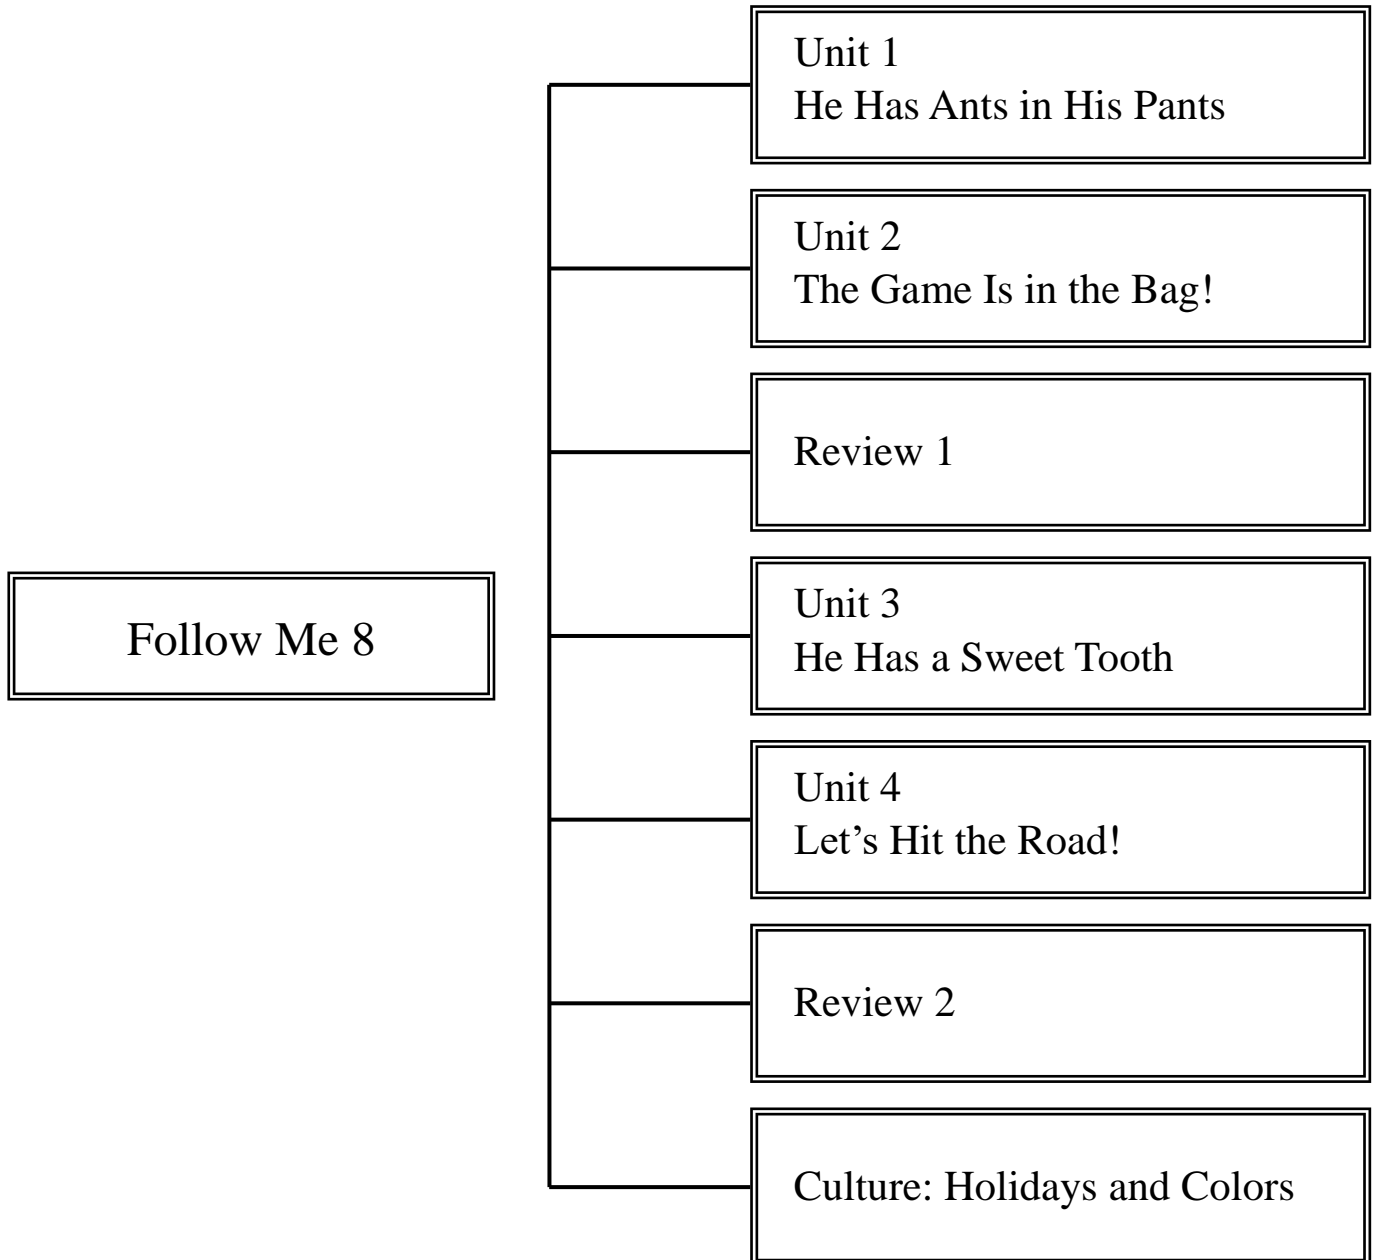 Follow Me 8
Unit 1
He Has Ants in His Pants
Unit 2
The Game Is in the Bag!
Review 1
Unit 3
He Has a Sweet Tooth
Unit 4
Let’s Hit the Road!
Review 2
Culture: Holidays and Colors